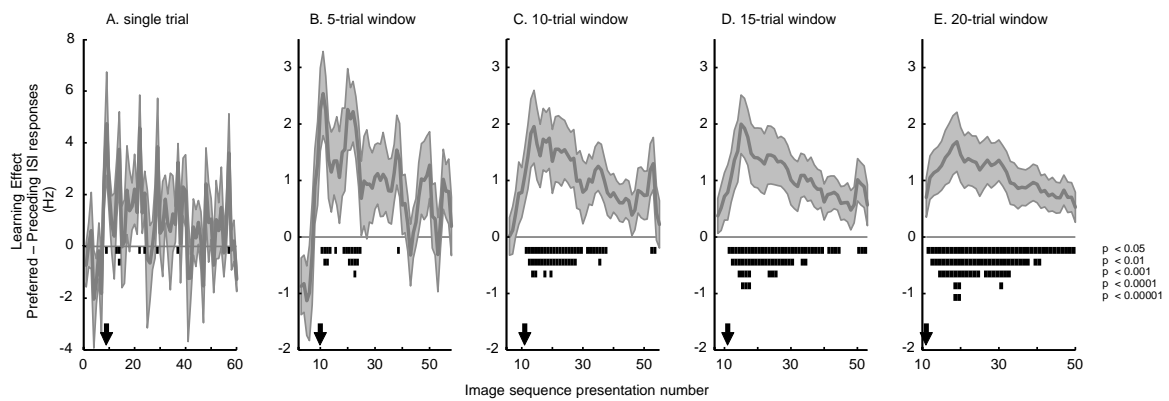 A. single trial
B. 5-trial window
C. 10-trial window
D. 15-trial window
E. 20-trial window
Learning Effect
Preferred – Preceding ISI responses
(Hz)
8
6
4
2
0
-2
-4
0 20 40 60
3
2
1
0
-1
-2
10 30 50
3
2
1
0
-1
-2
10 30 50
3
2
1
0
-1
-2
10 30 50
3
2
1
0
-1
-2
10 20 30 40 50
p < 0.05
p < 0.01
p < 0.001
p < 0.0001
p < 0.00001
Image sequence presentation number